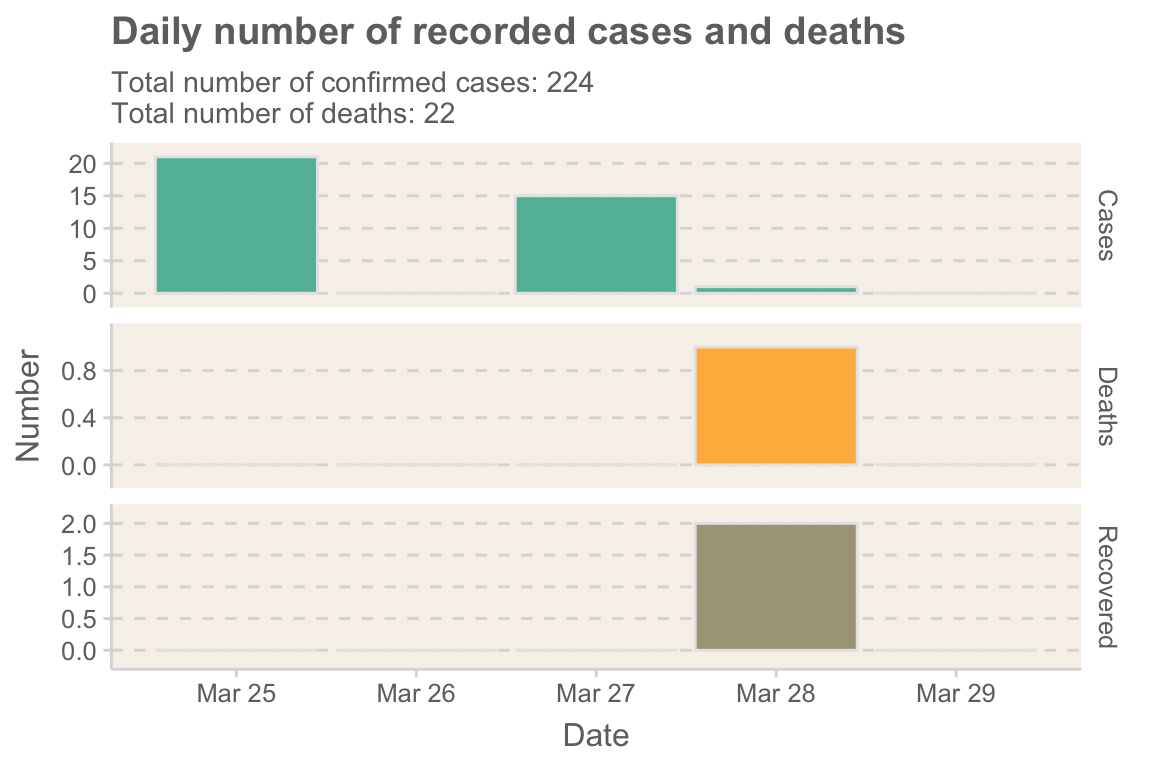 Daily number of recorded cases and deaths
Total number of confirmed cases: 224
Total number of deaths: 22
20
15
10
5
0
Cases
0.8
0.4
0.0
Deaths
2.0
1.5
1.0
0.5
0.0
Recovered
Number
Mar 25 Mar 26 Mar 27 Mar 28 Mar 29
Date